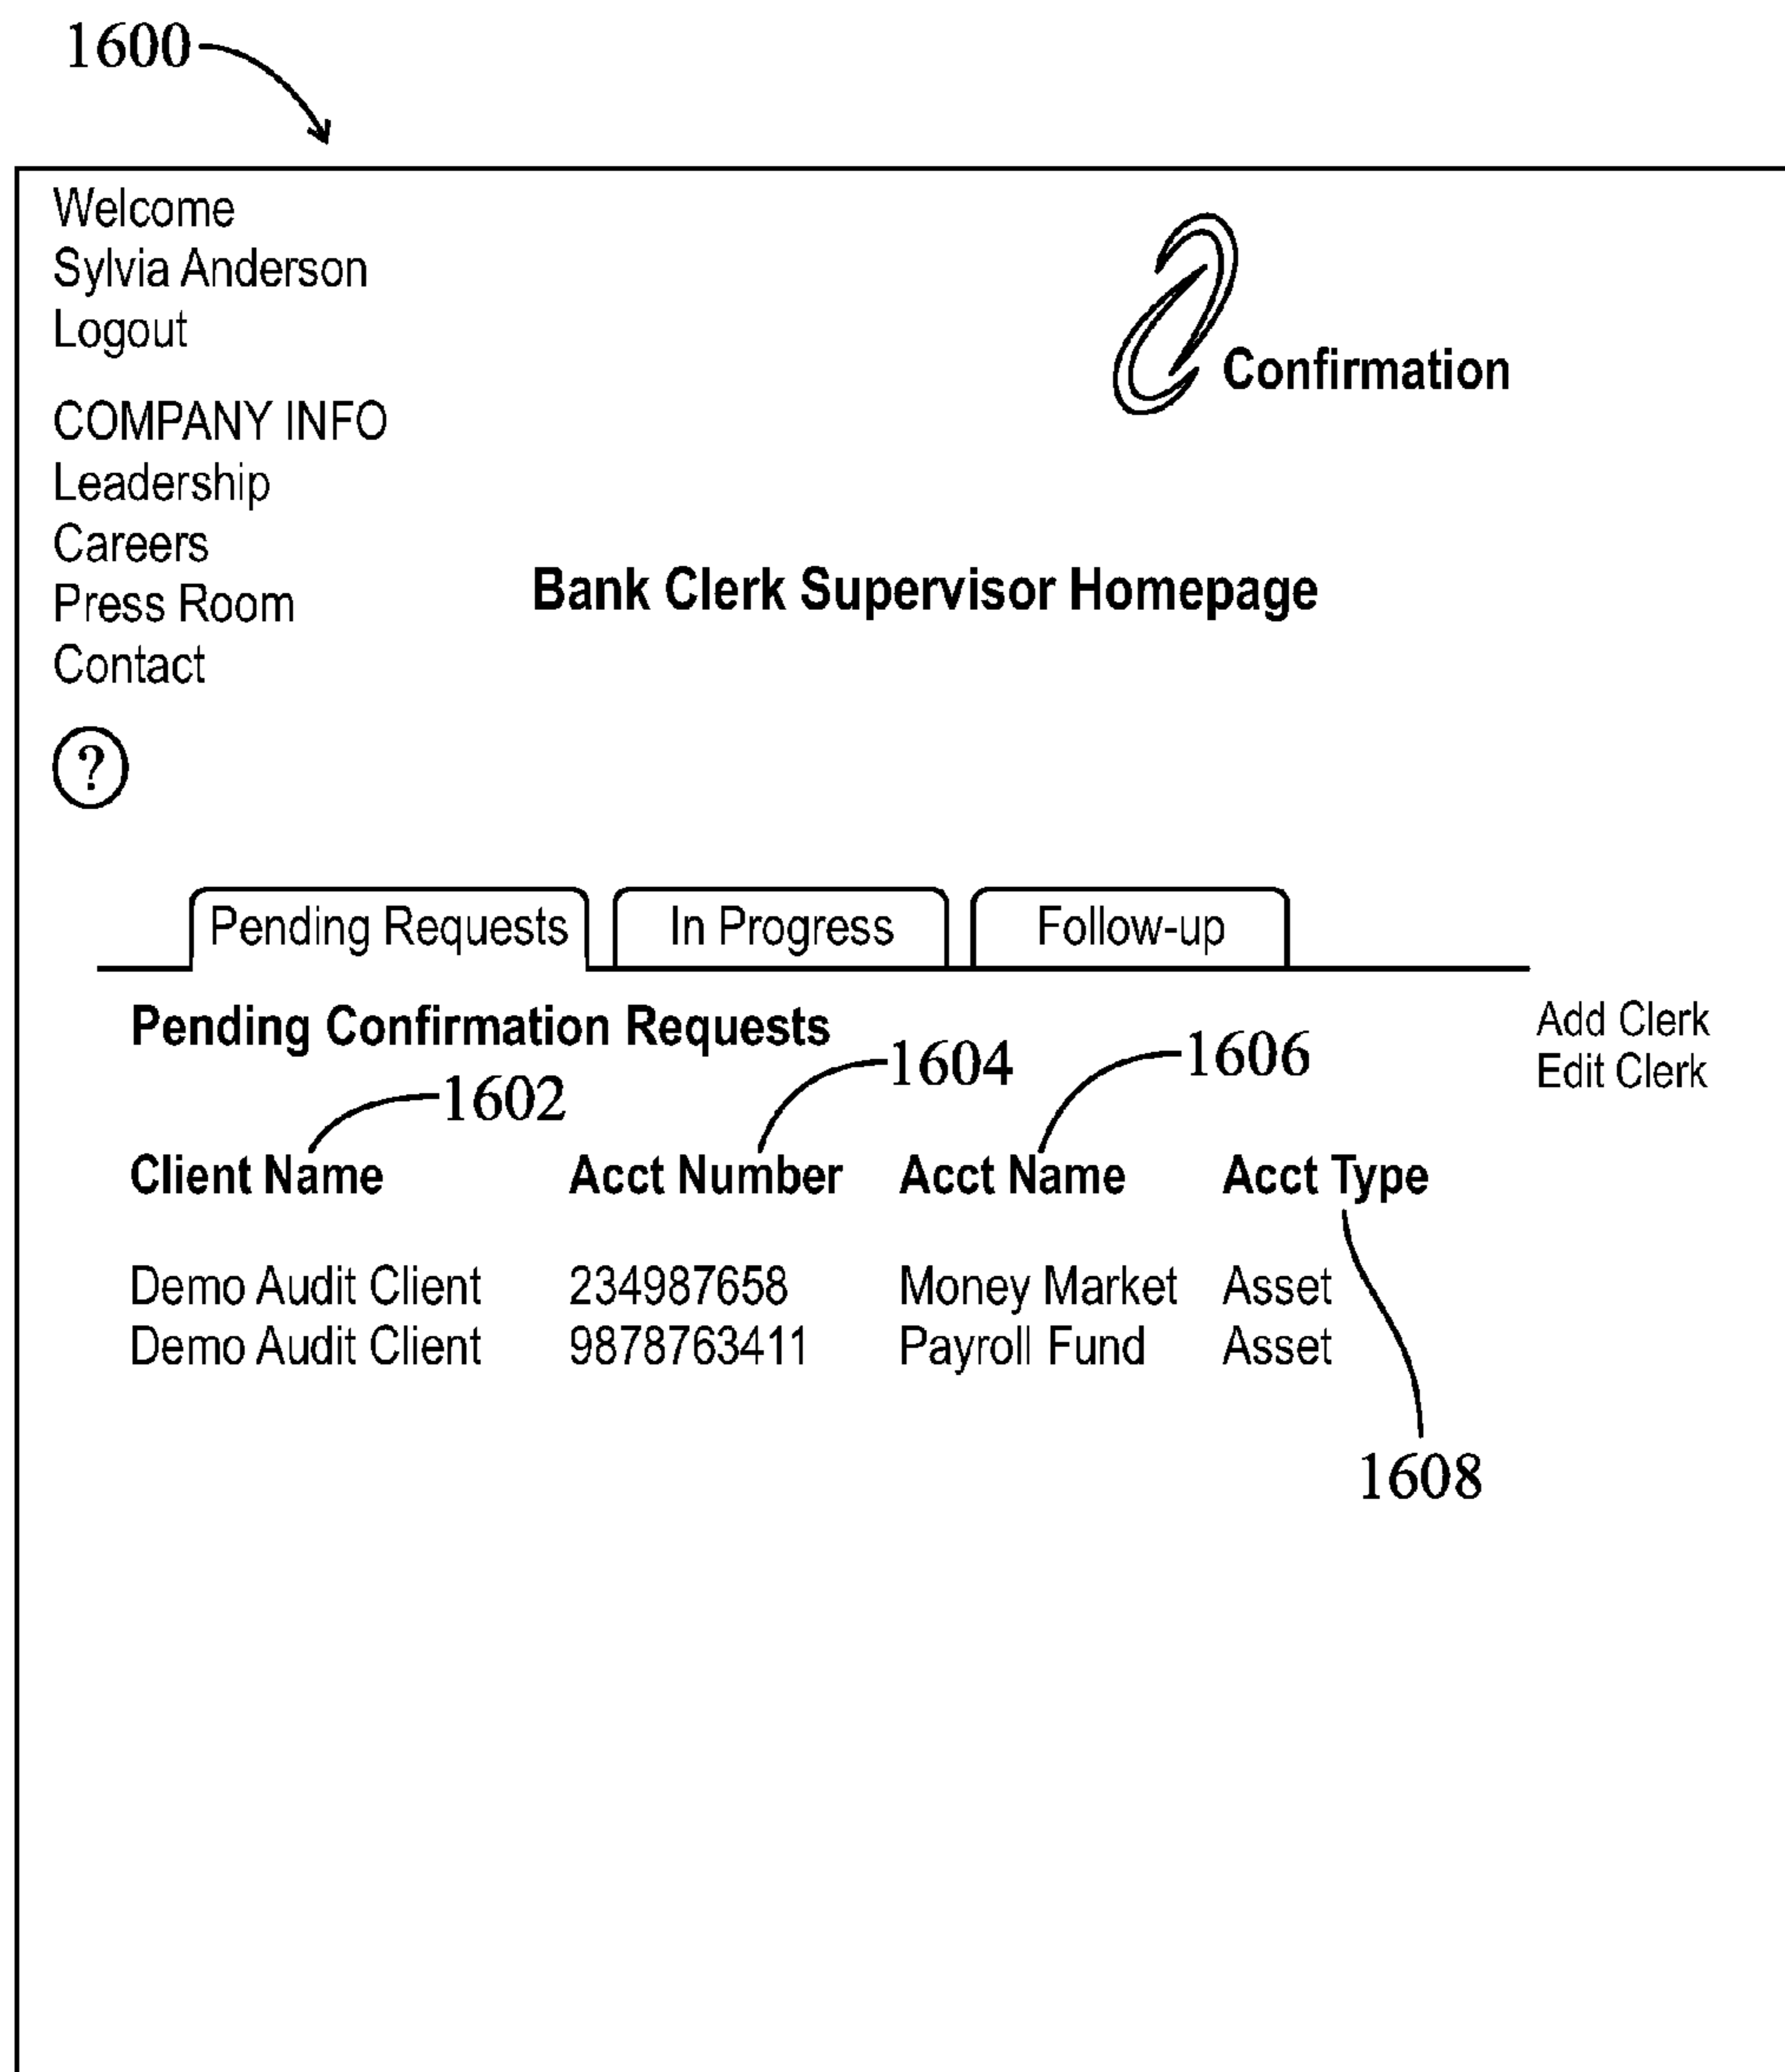 1600
Welcome
Sylvia Anderson
Logout
Confirmation
COMPANY INFO
Leadership
Careers
Press Room
Contact
Bank Clerk Supervisor Homepage
?
Pending Requests In Progress Follow-up
Pending Confirmation Requests
Add Clerk
Edit Clerk
1602 1604 1606
Client Name Acct Number Acct Name Acct Type
Demo Audit Client 234987658 Money Market Asset
Demo Audit Client 9878763411 Payroll Fund Asset
1608